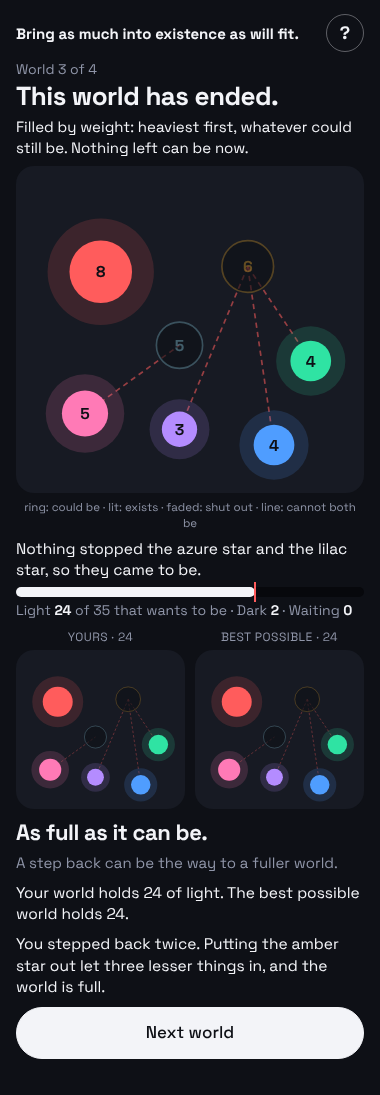 Bring as much into existence as will fit.
?
World 3 of 4
This world has ended.
Filled by weight: heaviest first, whatever could
still be. Nothing left can be now.
8
6
5
4
5
3
4
ring: could be · lit: exists · faded: shut out · line: cannot both
be
Nothing stopped the azure star and the lilac
star, so they came to be.
Light 24 of 35 that wants to be · Dark 2 · Waiting 0
YOURS · 24
BEST POSSIBLE · 24
As full as it can be.
A step back can be the way to a fuller world.
Your world holds 24 of light. The best possible
world holds 24.
You stepped back twice. Putting the amber
star out let three lesser things in, and the
world is full.
Next world